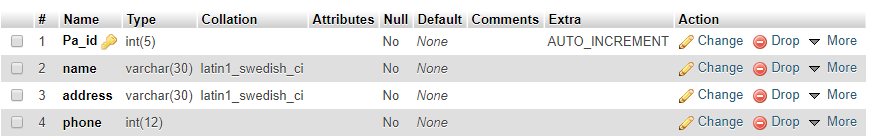 # Name Type Collation Attributes Null Default Comments Extra Action
1 Pa_id int(5) No None AUTO_INCREMENT Change Drop More
2 name varchar(30) latin1_swedish_ci No None Change Drop More
3 address varchar(30) latin1_swedish_ci No None Change Drop More
4 phone int(12) No None Change Drop More